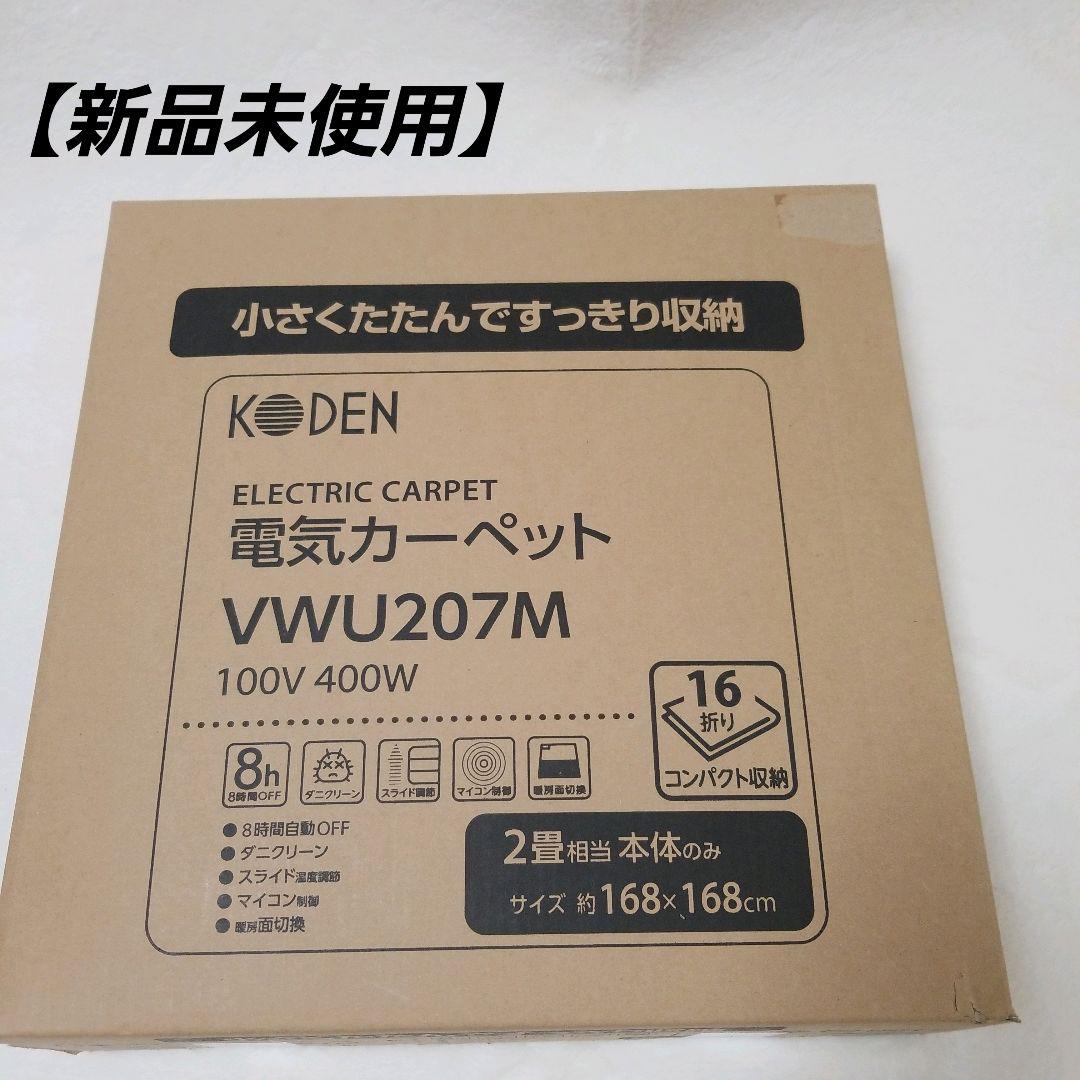 【新品未使用】
小さくたたんですっきり収納
KODEN
ELECTRIC CARPET
電気カーペット
VWU207M
100V 400W
16
折り
コンパクト収納
8h
8時間OFF
ダニクリーン
スライド調節
マイコン制御
暖房面切換
●8時間自動OFF
●ダニクリーン
●スライド温度調節
●マイコン制御
●暖房面切換
2畳相当 本体のみ
サイズ 約168×168cm